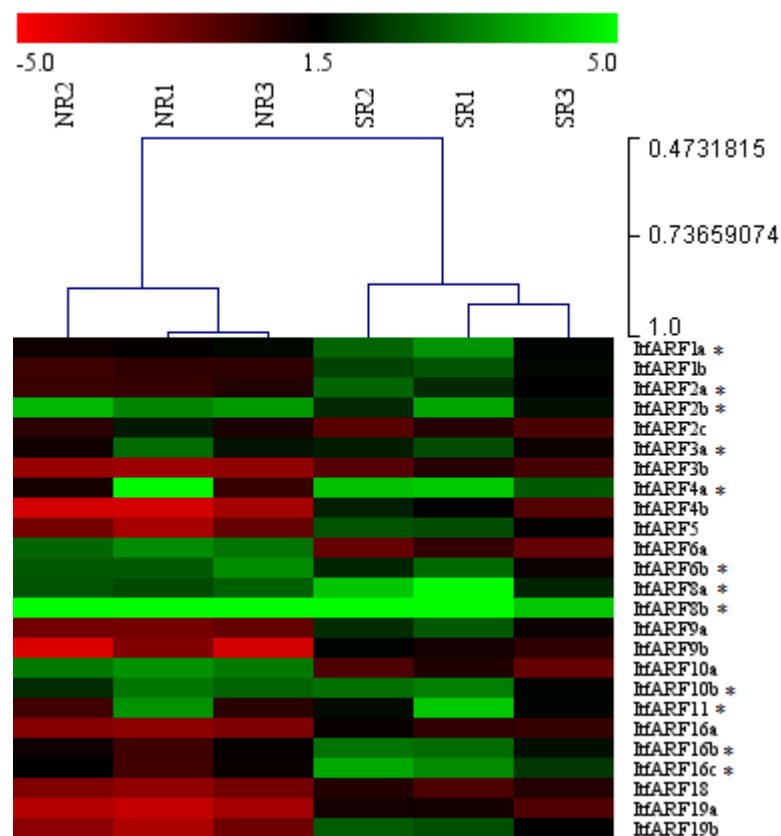 -5.0 1.5 5.0
NR2 NR1 NR3 SR2 SR1 SR3
0.4731815
0.73659074
1.0
ItfARF1a *
ItfARF1b
ItfARF2a *
ItfARF2b *
ItfARF2c
ItfARF3a *
ItfARF3b
ItfARF4a *
ItfARF4b
ItfARF5
ItfARF6a
ItfARF6b *
ItfARF8a *
ItfARF8b *
ItfARF9a
ItfARF9b
ItfARF10a
ItfARF10b *
ItfARF11 *
ItfARF16a
ItfARF16b *
ItfARF16c *
ItfARF18
ItfARF19a
ItfARF19b